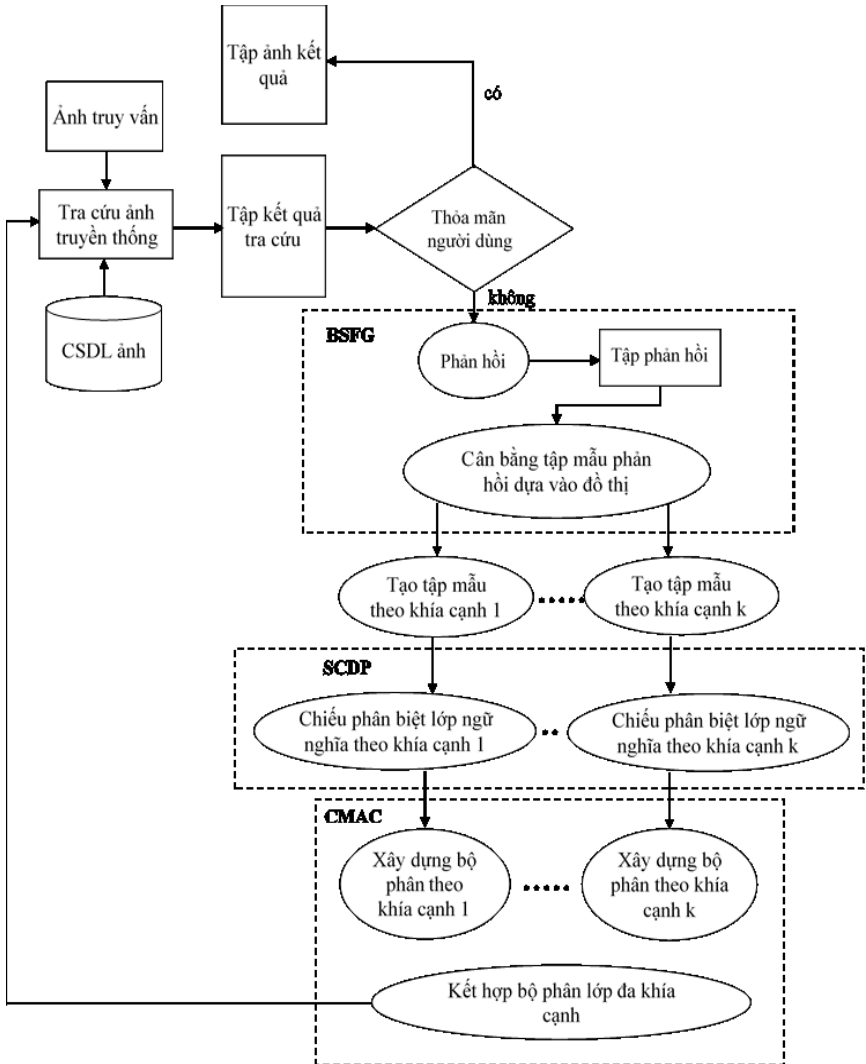 Tập ảnh kết
quả
có
Ảnh truy vấn
Tra cứu ảnh
truyền thống
Tập kết quả
tra cứu
Thỏa mãn
người dùng
không
CSDL ảnh
BSFG
Phản hồi
Tập phản hồi
Cân bằng tập mẫu phản
hồi dựa vào đồ thị
Tạo tập mẫu
theo khía cạnh 1
Tạo tập mẫu
theo khía cạnh k
SCDP
Chiếu phân biệt lớp ngữ
nghĩa theo khía cạnh 1
Chiếu phân biệt lớp ngữ
nghĩa theo khía cạnh k
CMAC
Xây dựng bộ
phân theo
khía cạnh 1
Xây dựng bộ
phân theo khía
cạnh k
Kết hợp bộ phân lớp đa khía
cạnh